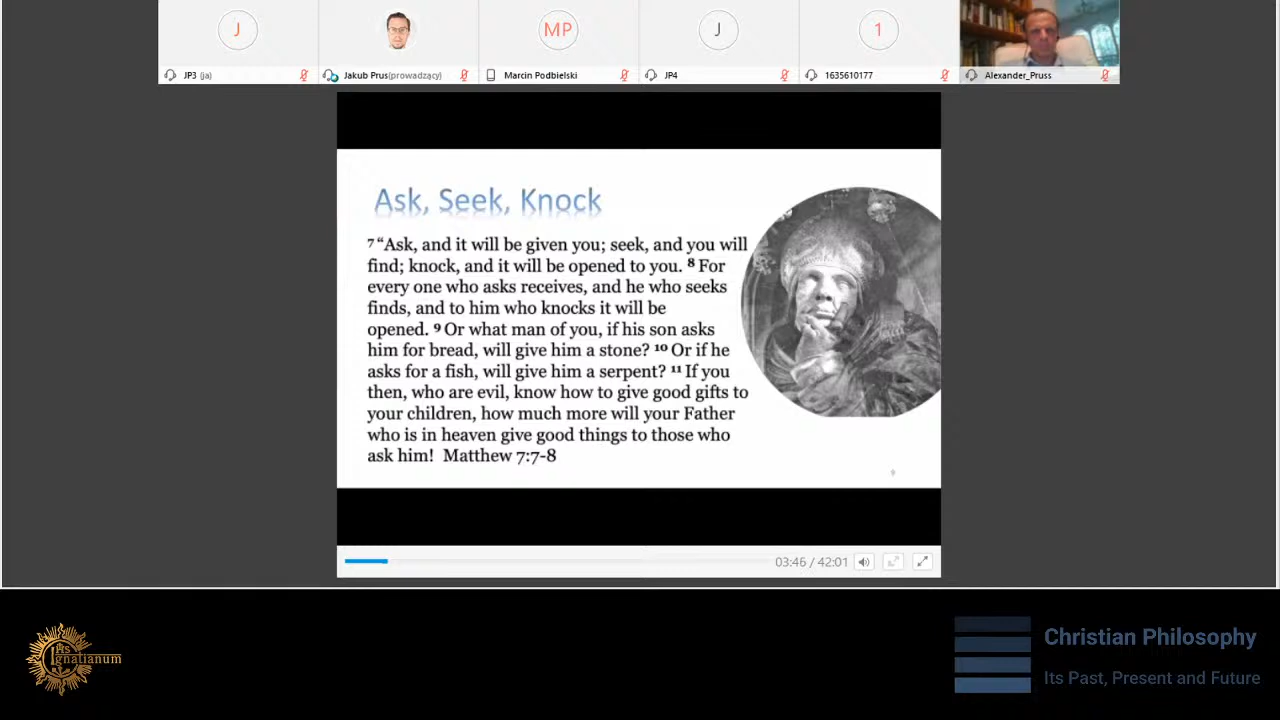 J
MP
J
1
JP3 (ja)
Jakub Prus(prowadzący)
Marcin Podbielski
JP4
1635610177
Alexander_Pruss
Ask, Seek, Knock
7 “Ask, and it will be given you; seek, and you will
find; knock, and it will be opened to you. 8 For
every one who asks receives, and he who seeks
finds, and to him who knocks it will be
opened. 9 Or what man of you, if his son asks
him for bread, will give him a stone? 10 Or if he
asks for a fish, will give him a serpent? 11 If you
then, who are evil, know how to give good gifts to
your children, how much more will your Father
who is in heaven give good things to those who
ask him!  Matthew 7:7-8
9
03:46 / 42:01
IHS
Ignatianum
Christian Philosophy
Its Past, Present and Future